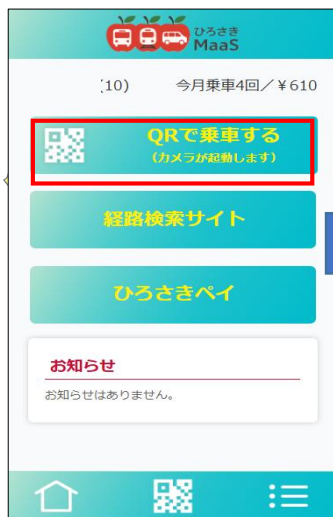 ひろさき
MaaS
(10) 今月乗車4回/¥610
QRで乗車する
(カメラが起動します)
経路検索サイト
ひろさきペイ
お知らせ
お知らせはありません。